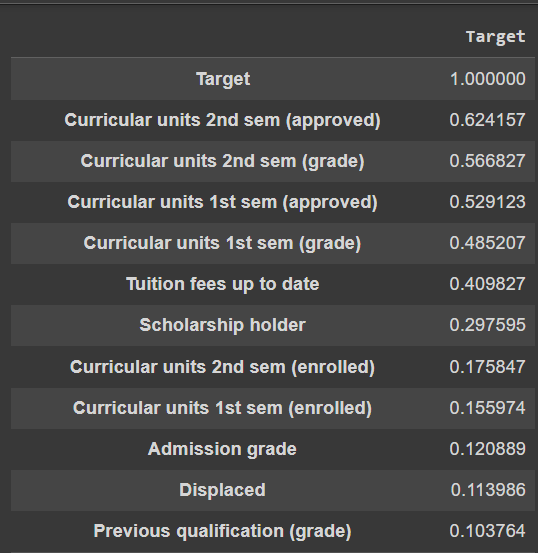 Target
Target 1.000000
Curricular units 2nd sem (approved) 0.624157
Curricular units 2nd sem (grade) 0.566827
Curricular units 1st sem (approved) 0.529123
Curricular units 1st sem (grade) 0.485207
Tuition fees up to date 0.409827
Scholarship holder 0.297595
Curricular units 2nd sem (enrolled) 0.175847
Curricular units 1st sem (enrolled) 0.155974
Admission grade 0.120889
Displaced 0.113986
Previous qualification (grade) 0.103764